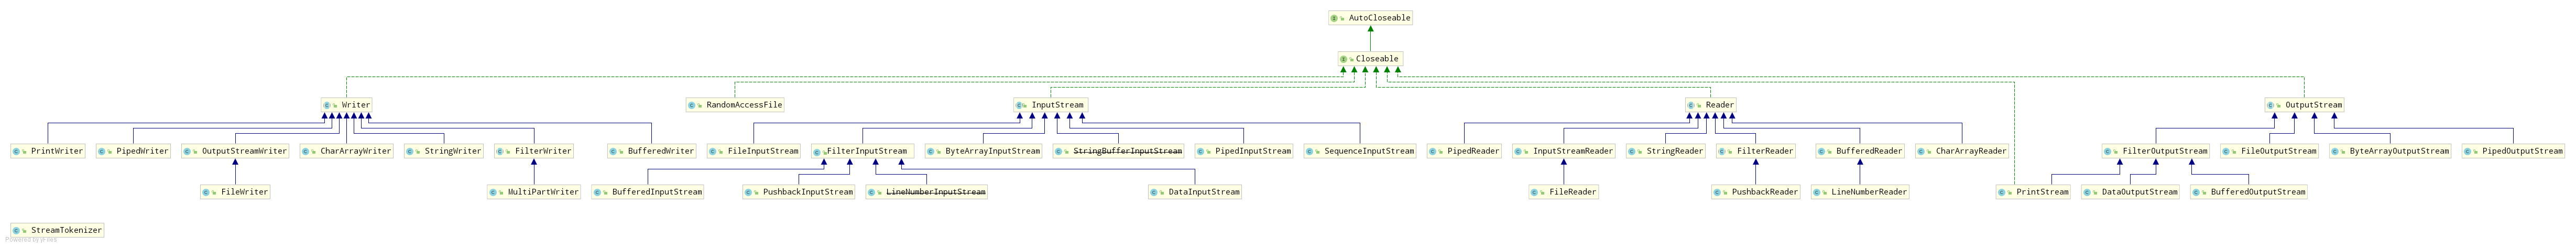 AutoCloseable
Closeable
Writer
RandomAccessFile
InputStream
Reader
OutputStream
PrintWriter
PipedWriter
OutputStreamWriter
CharArrayWriter
StringWriter
FilterWriter
BufferedWriter
FileInputStream
FilterInputStream
ByteArrayInputStream
StringBufferInputStream
PipedInputStream
SequenceInputStream
PipedReader
InputStreamReader
StringReader
FilterReader
BufferedReader
CharArrayReader
FilterOutputStream
FileOutputStream
ByteArrayOutputStream
PipedOutputStream
FileWriter
MultiPartWriter
BufferedInputStream
PushbackInputStream
LineNumberInputStream
DataInputStream
FileReader
PushbackReader
LineNumberReader
PrintStream
DataOutputStream
BufferedOutputStream
StreamTokenizer
Powered by yFiles